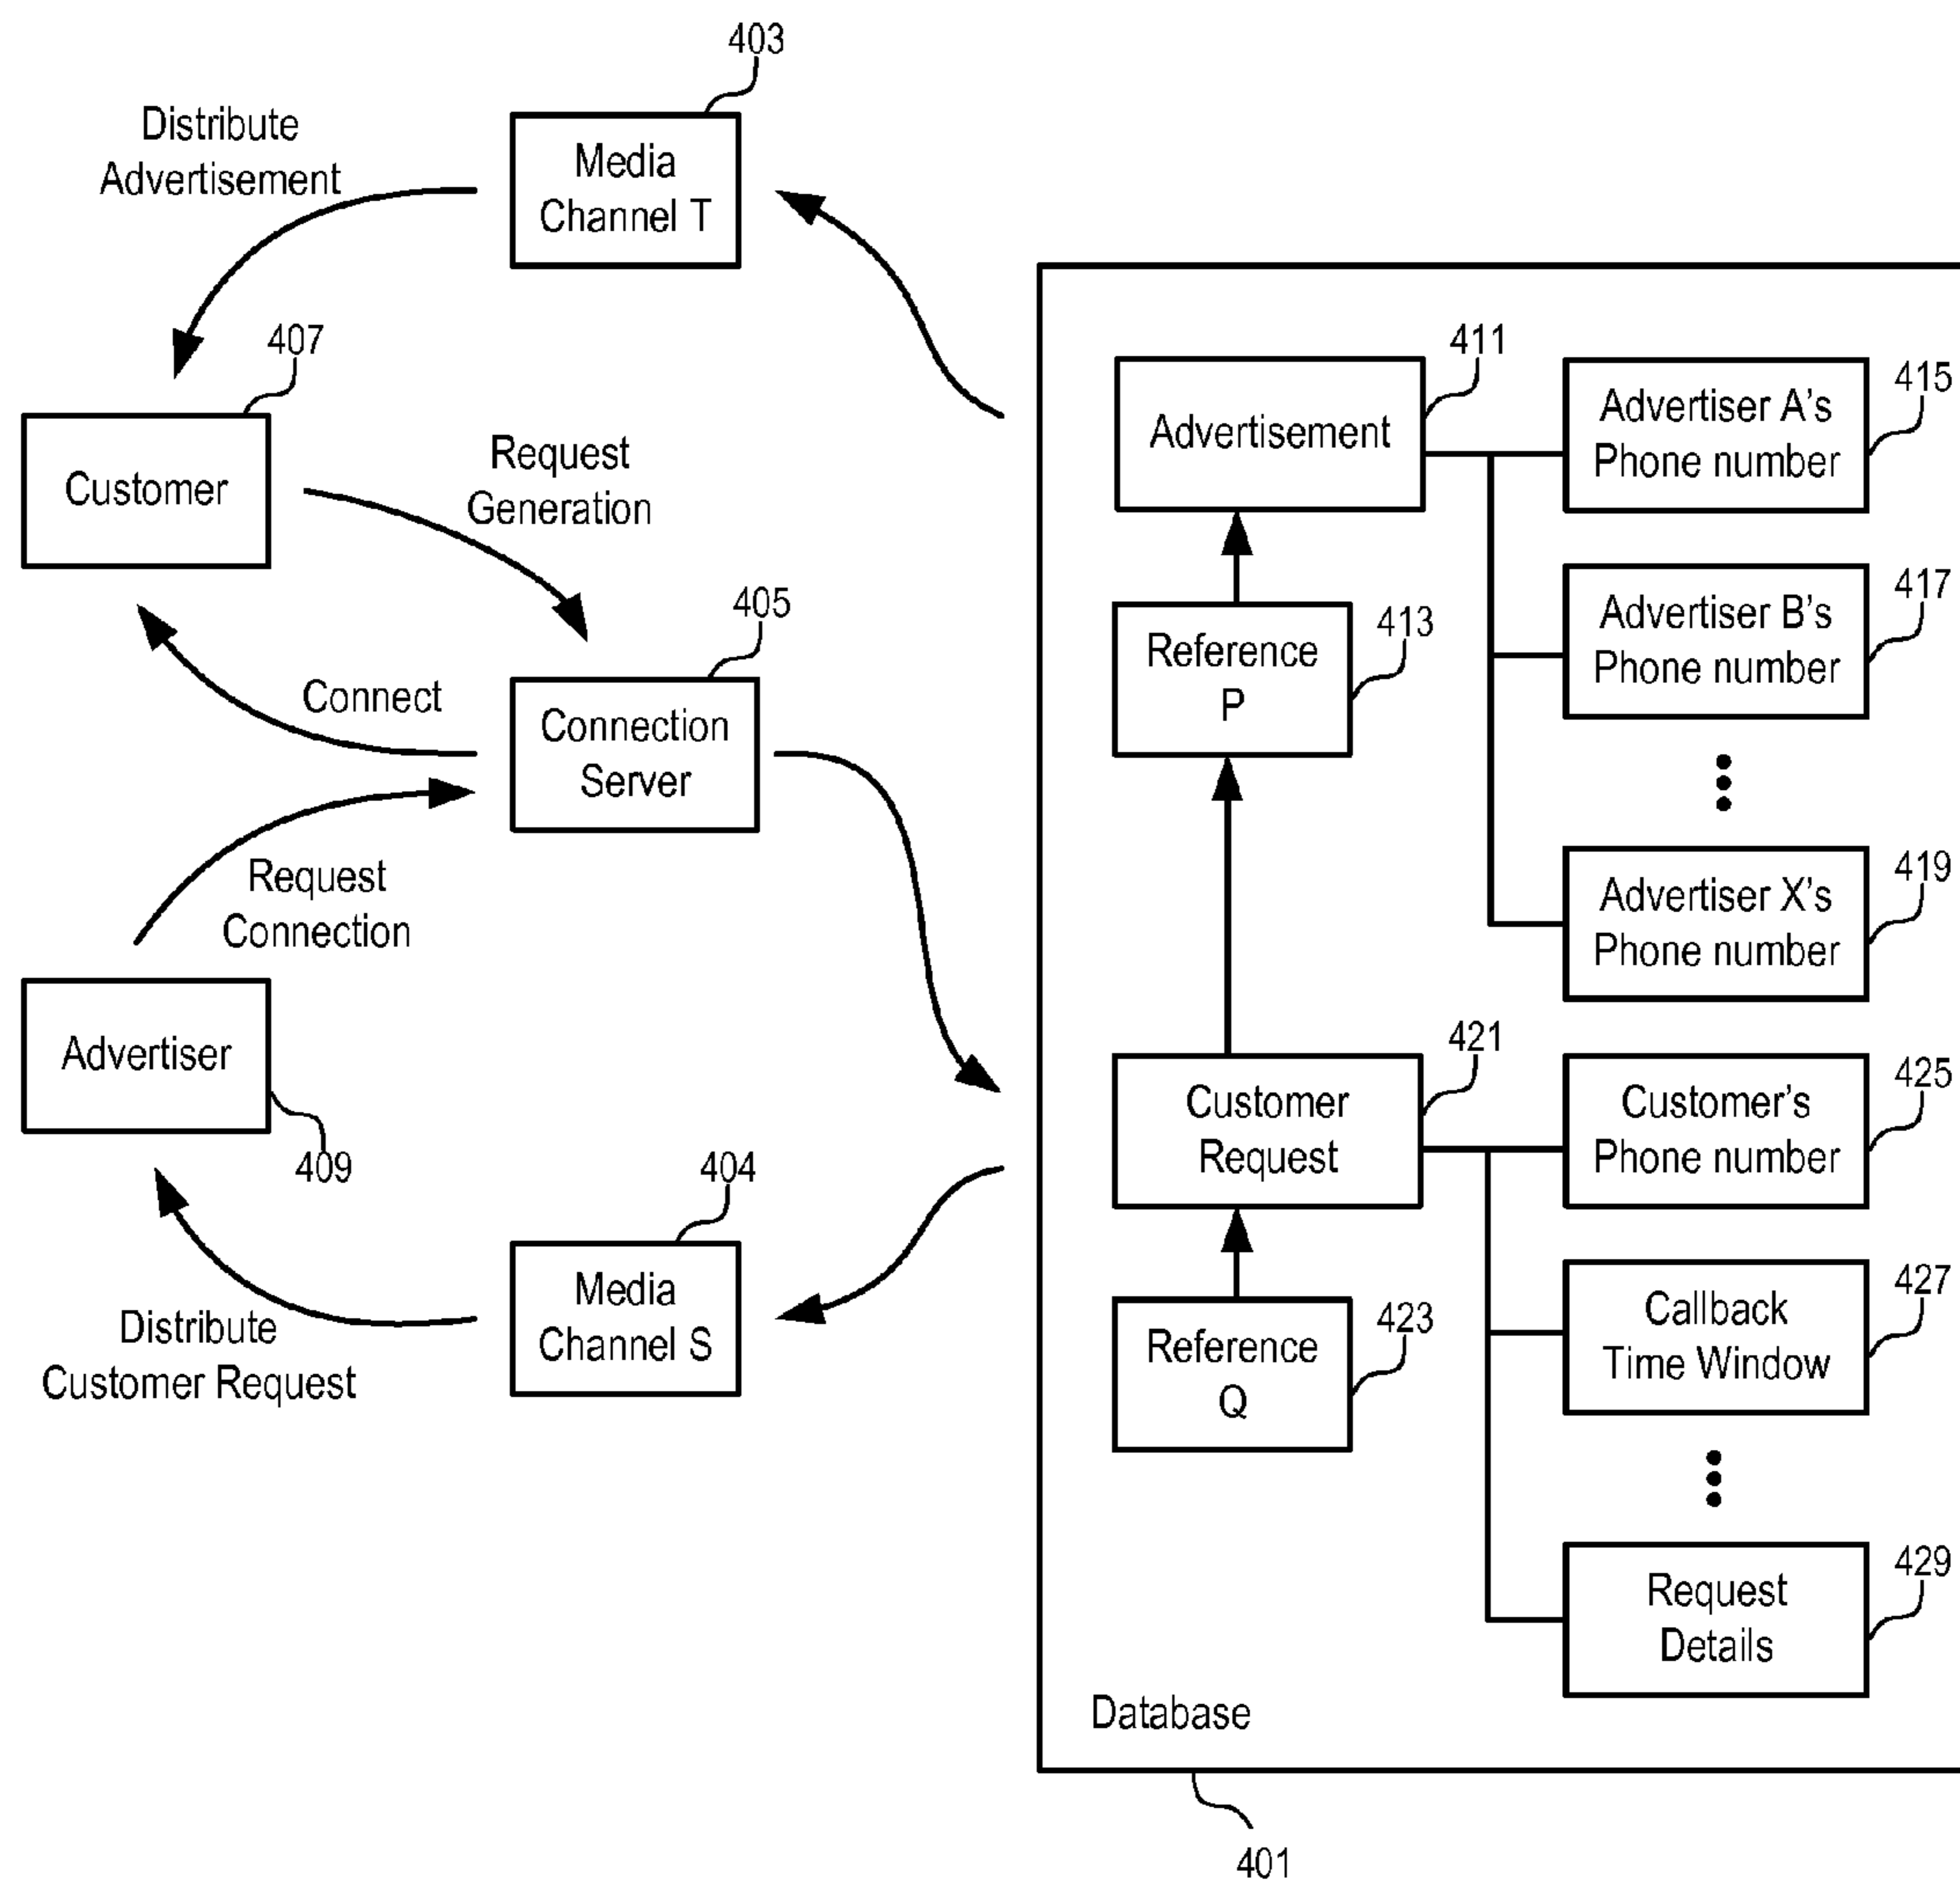 403
Distribute
Advertisement
Media
Channel T
407
Customer
Request
Generation
405
Connect
Connection
Server
Request
Connection
Advertiser
409
404
Media
Channel S
Distribute
Customer Request
411
Advertisement
415
Advertiser A's
Phone number
413
Reference
P
417
Advertiser B's
Phone number
419
Advertiser X's
Phone number
421
Customer
Request
425
Customer's
Phone number
423
Reference
Q
427
Callback
Time Window
429
Request
Details
Database
401